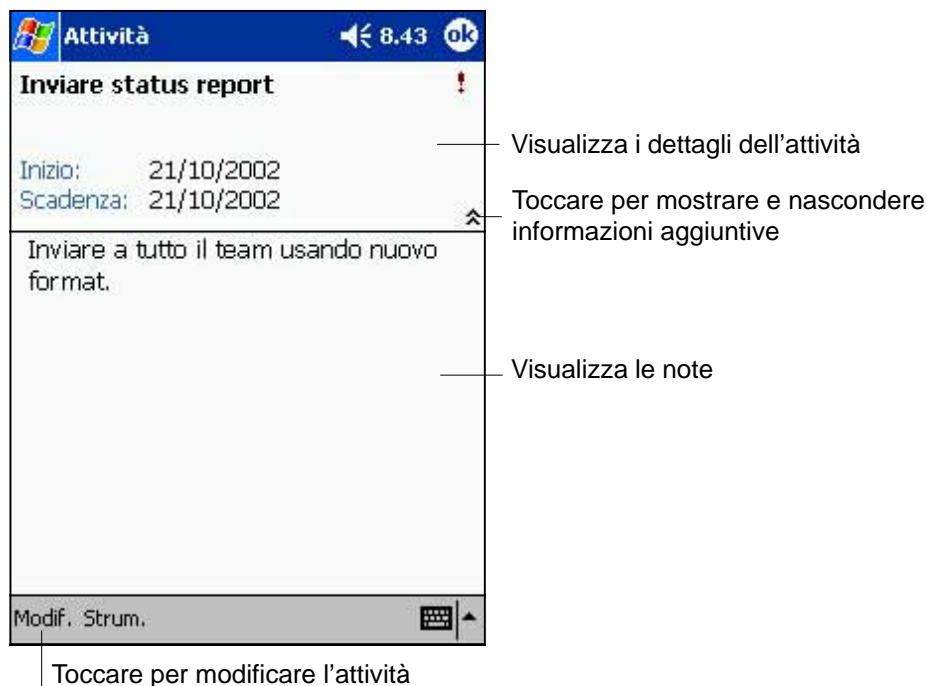 Attività 8.43 ok
Inviare status report !
Visualizza i dettagli dell'attività
Inizio: 21/10/2002
Scadenza: 21/10/2002
Toccare per mostrare e nascondere
informazioni aggiuntive
Inviare a tutto il team usando nuovo
format.
Visualizza le note
Modif. Strum.
Toccare per modificare l'attività